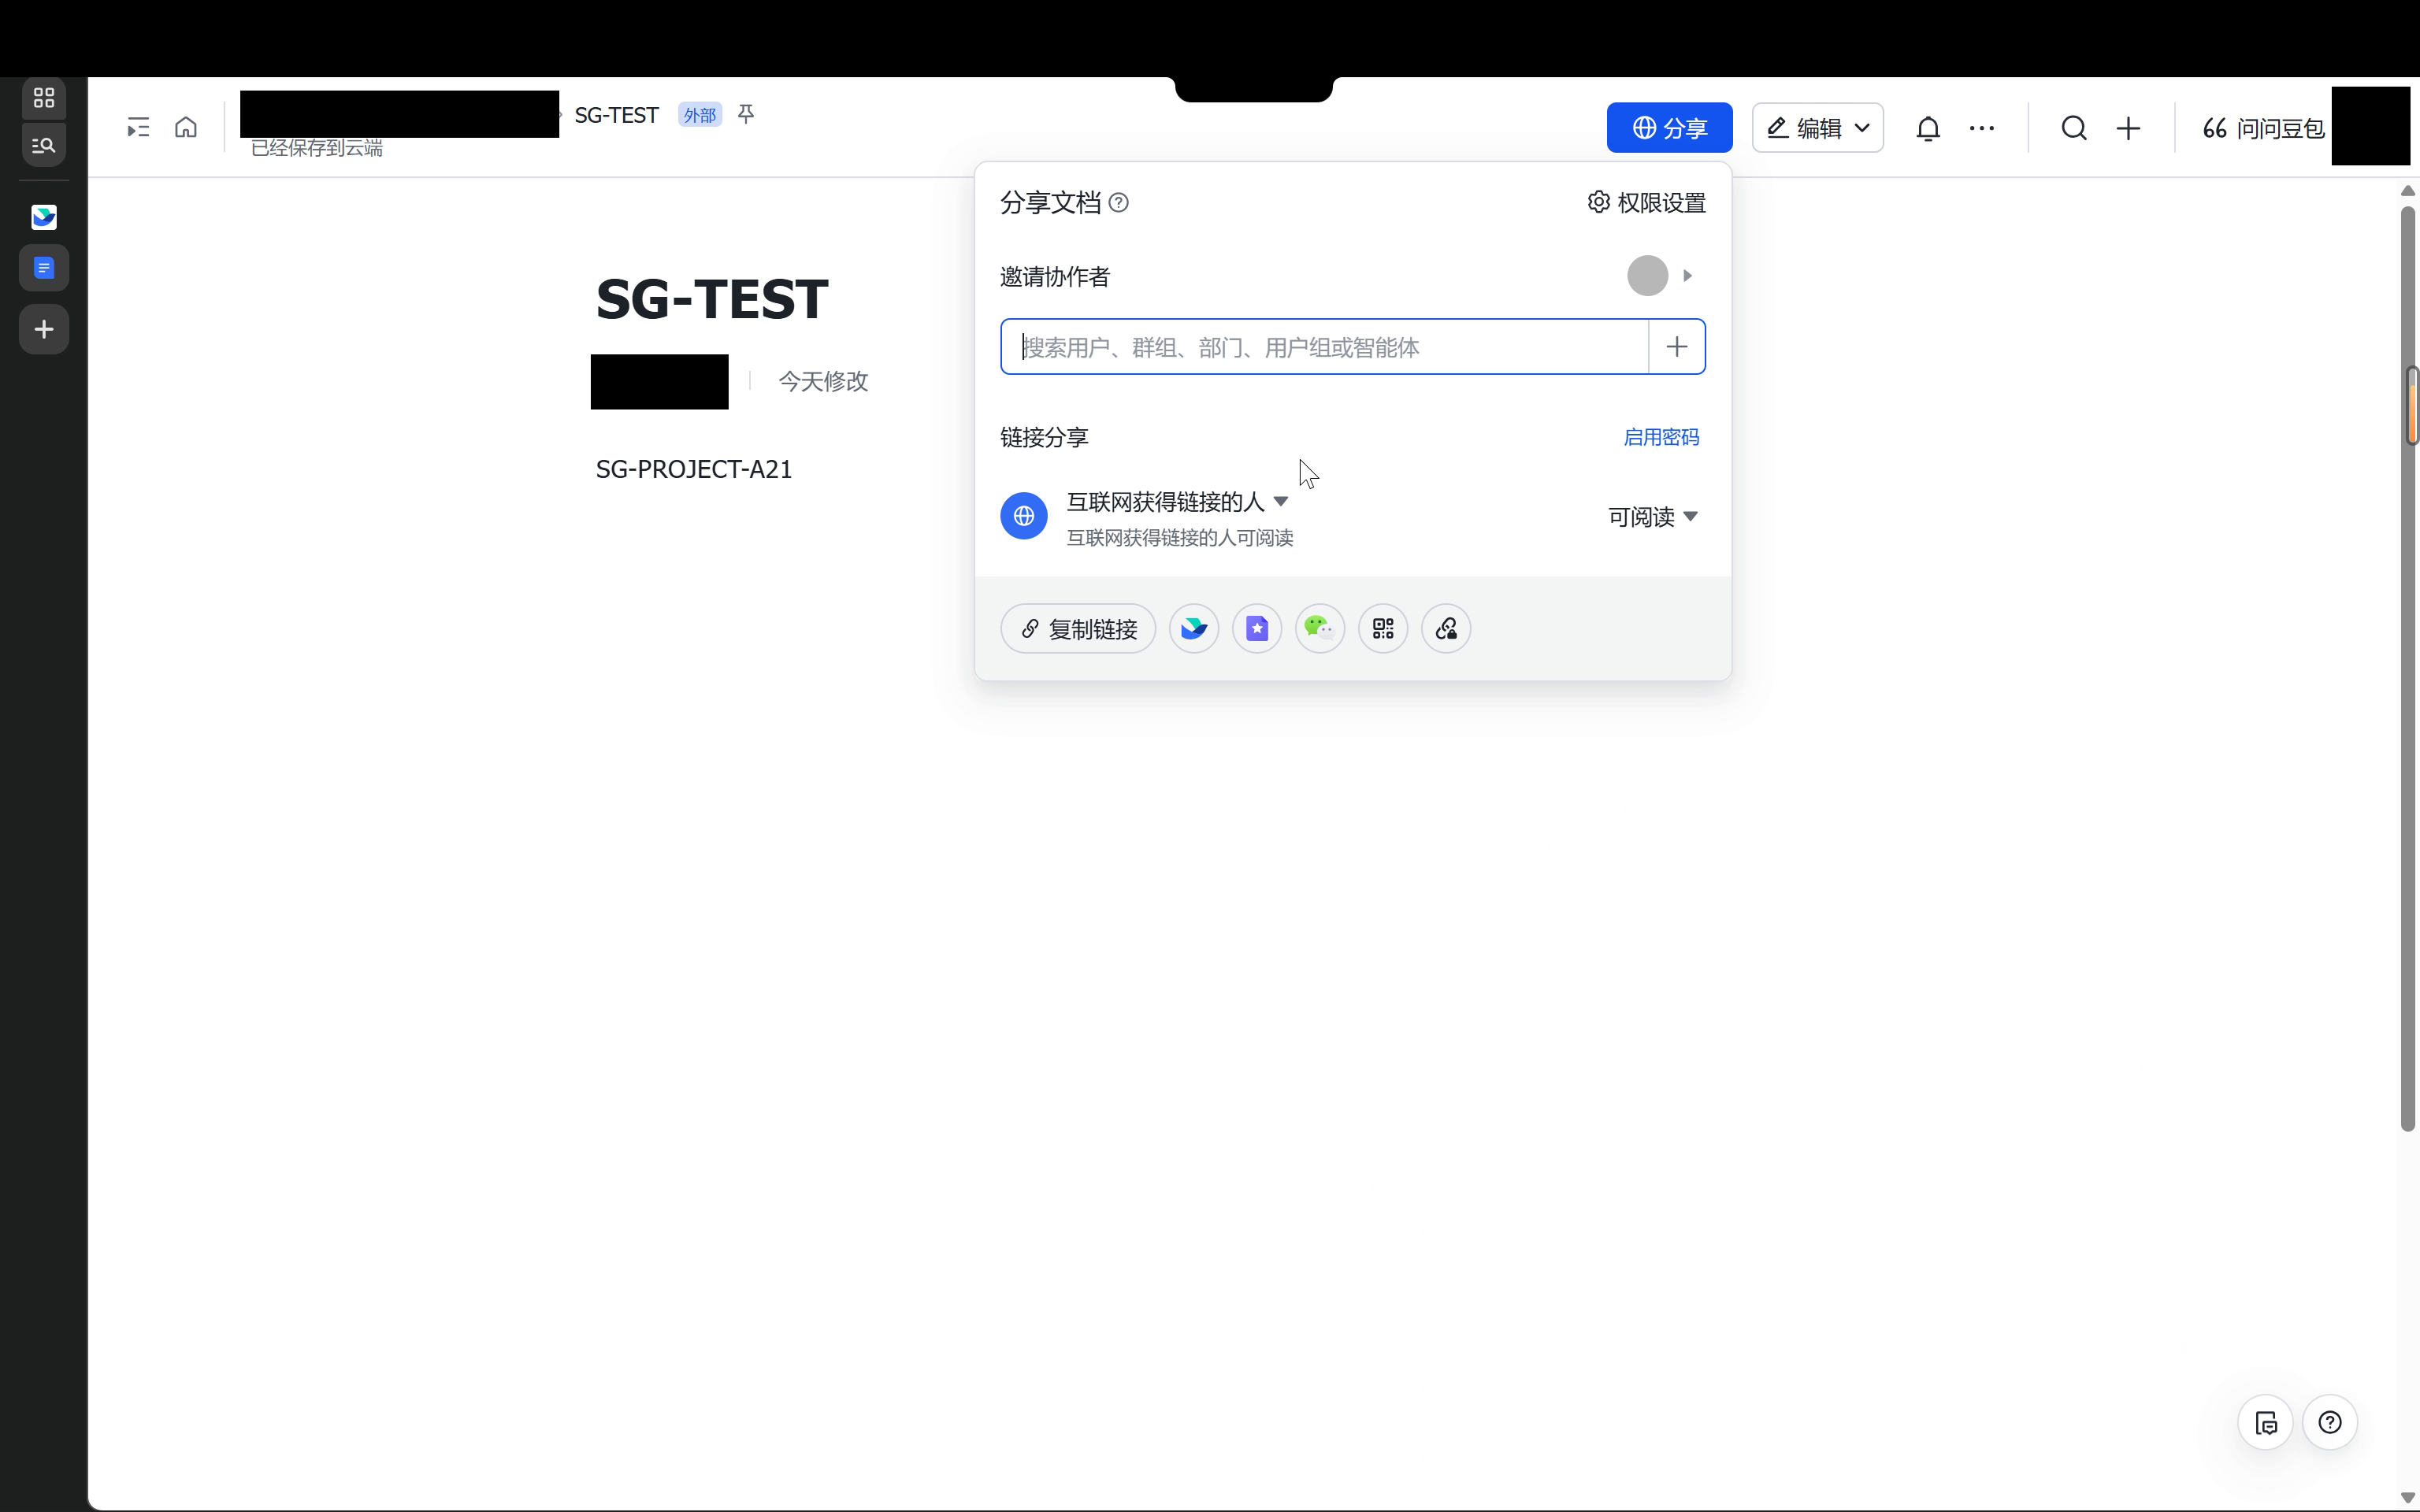 SG-TEST 外部
已经保存到云端
分享
编辑
问问豆包
分享文档
权限设置
邀请协作者
搜索用户、群组、部门、用户组或智能体
链接分享
启用密码
互联网获得链接的人
互联网获得链接的人可阅读
可阅读
复制链接
SG-TEST
今天修改
SG-PROJECT-A21